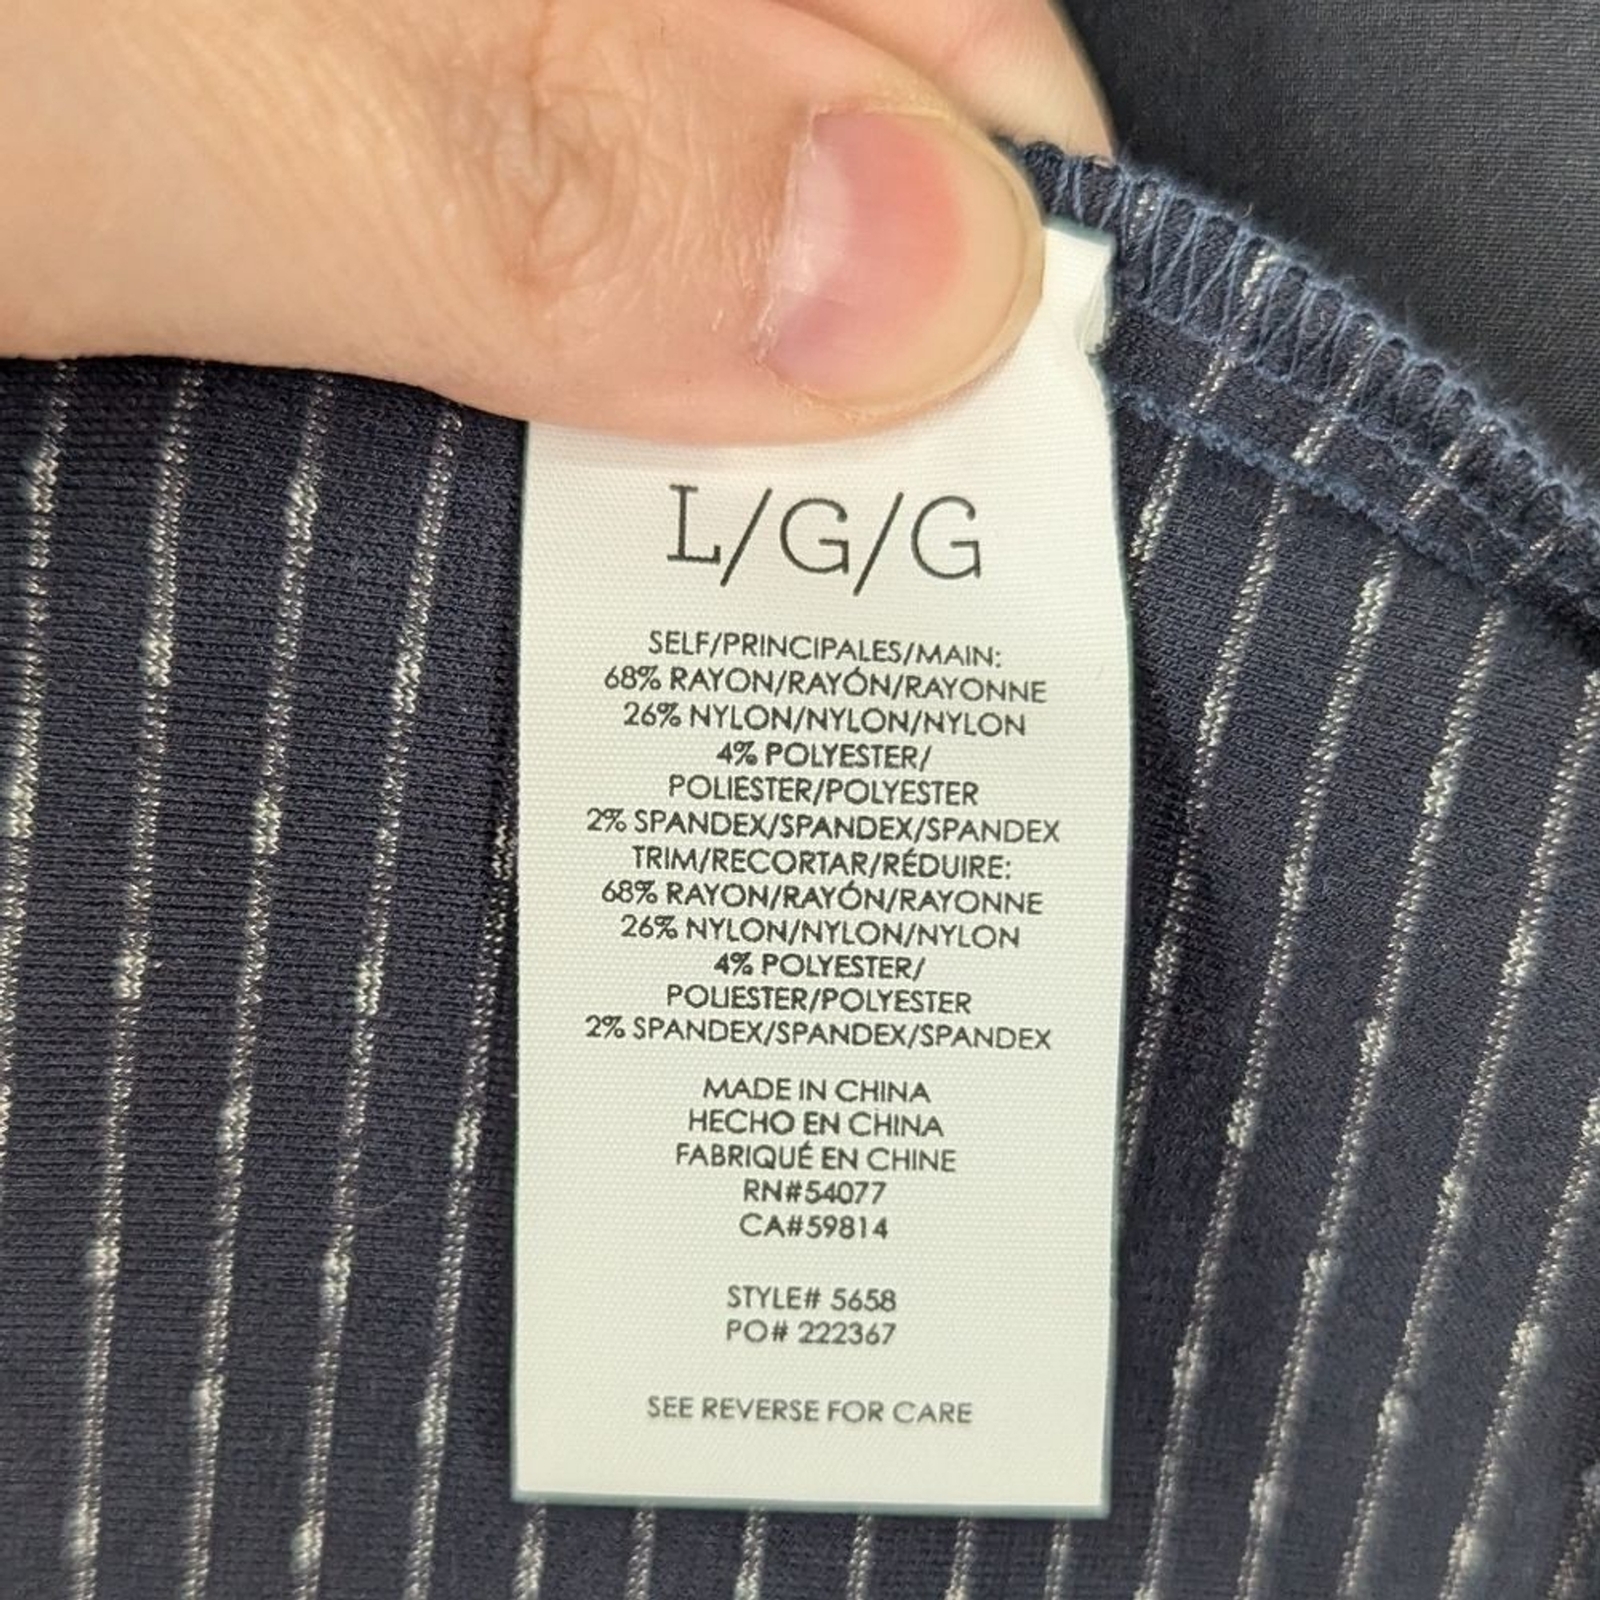 L/G/G
SELF/PRINCIPALES/MAIN:
68% RAYON/RAYÓN/RAYONNE
26% NYLON/NYLON/NYLON
4% POLYESTER/
POLIESTER/POLYESTER
2% SPANDEX/SPANDEX/SPANDEX
TRIM/RECORTAR/RÉDUIRE:
68% RAYON/RAYÓN/RAYONNE
26% NYLON/NYLON/NYLON
4% POLYESTER/
POLIESTER/POLYESTER
2% SPANDEX/SPANDEX/SPANDEX
MADE IN CHINA
HECHO EN CHINA
FABRIQUÉ EN CHINE
RN#54077
CA#59814
STYLE# 5658
PO# 222367
SEE REVERSE FOR CARE